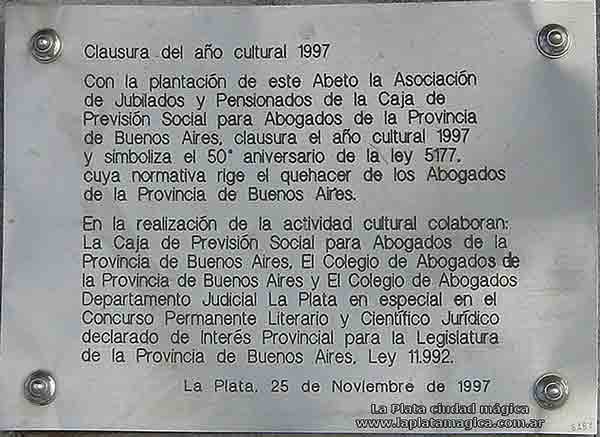 Clausura del año cultural 1997
Con la plantación de este Abeto la Asociación
de Jubilados y Pensionados de la Caja de
Previsión Social para Abogados de la Provincia
de Buenos Aires, clausura el año cultural 1997
y simboliza el 50° aniversario de la ley 5177,
cuya normativa rige el quehacer de los Abogados
de la Provincia de Buenos Aires.
En la realización de la actividad cultural colaboran:
La Caja de Previsión Social para Abogados de la
Provincia de Buenos Aires, El Colegio de Abogados de
la Provincia de Buenos Aires y El Colegio de Abogados
Departamento Judicial La Plata en especial en el
Concurso Permanente Literario y Científico Jurídico
declarado de Interés Provincial para la Legislatura
de la Provincia de Buenos Aires, Ley 11.992.
La Plata, 25 de Noviembre de 1997
La Plata ciudad mágica
www.laplatamagica.com.ar